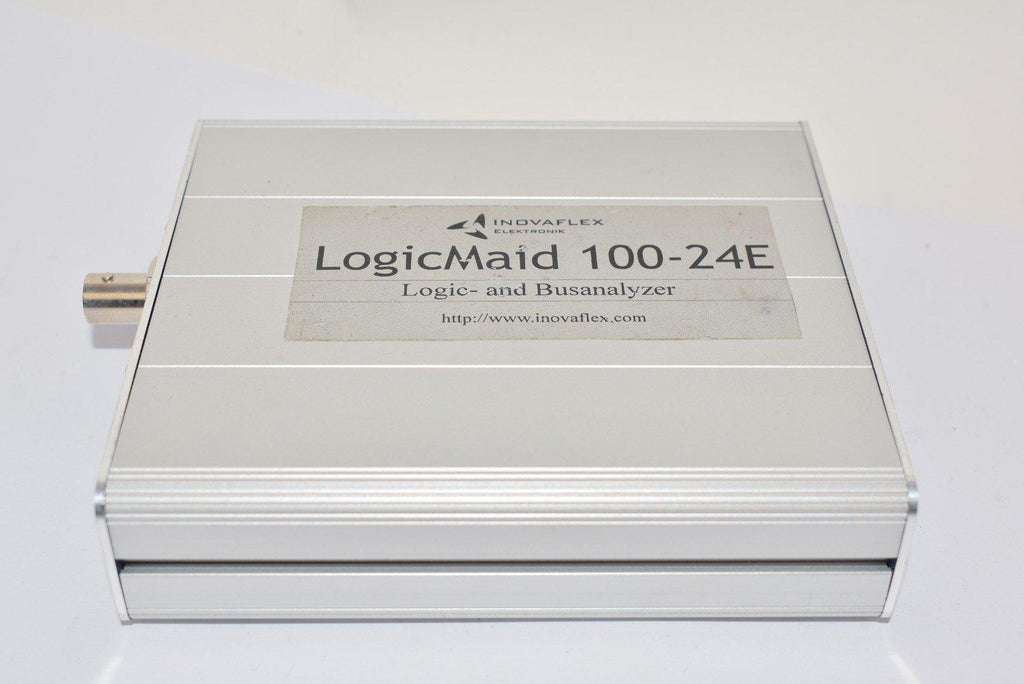 INOVAFLEX
ELEKTRONIK
LogicMaid 100-24E
Logic- and Busanalyzer
http://www.inovaflex.com